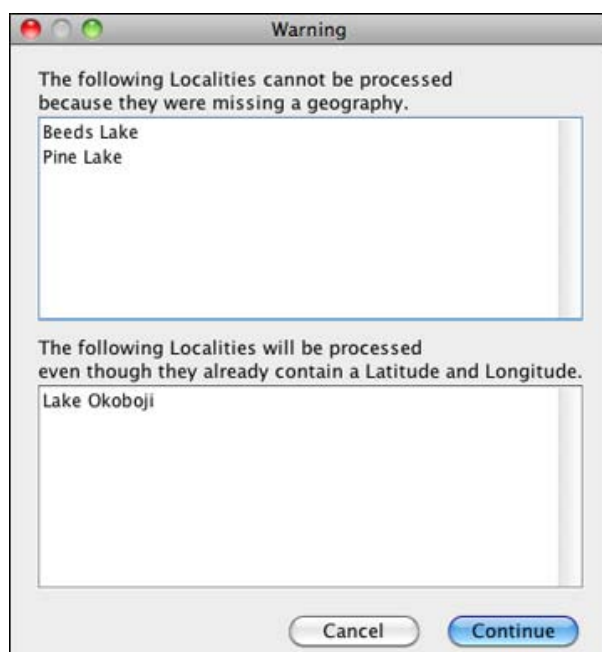 Warning
The following Localities cannot be processed
because they were missing a geography.
Beeds Lake
Pine Lake
The following Localities will be processed
even though they already contain a Latitude and Longitude.
Lake Okoboji
Cancel
Continue